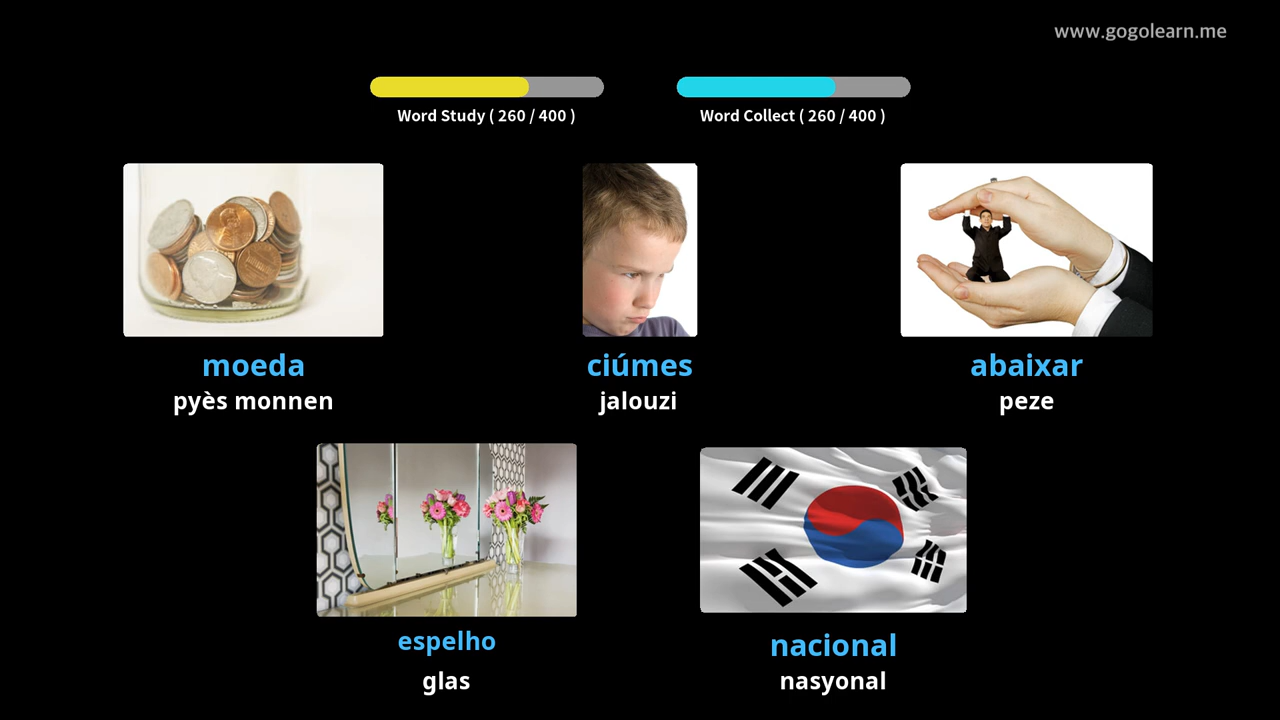 www.gogolearn.me
Word Study ( 260 / 400 )
Word Collect ( 260 / 400 )
moeda
pyès monnen
ciúmes
jalouzi
abaixar
peze
espelho
glas
nacional
nasyonal